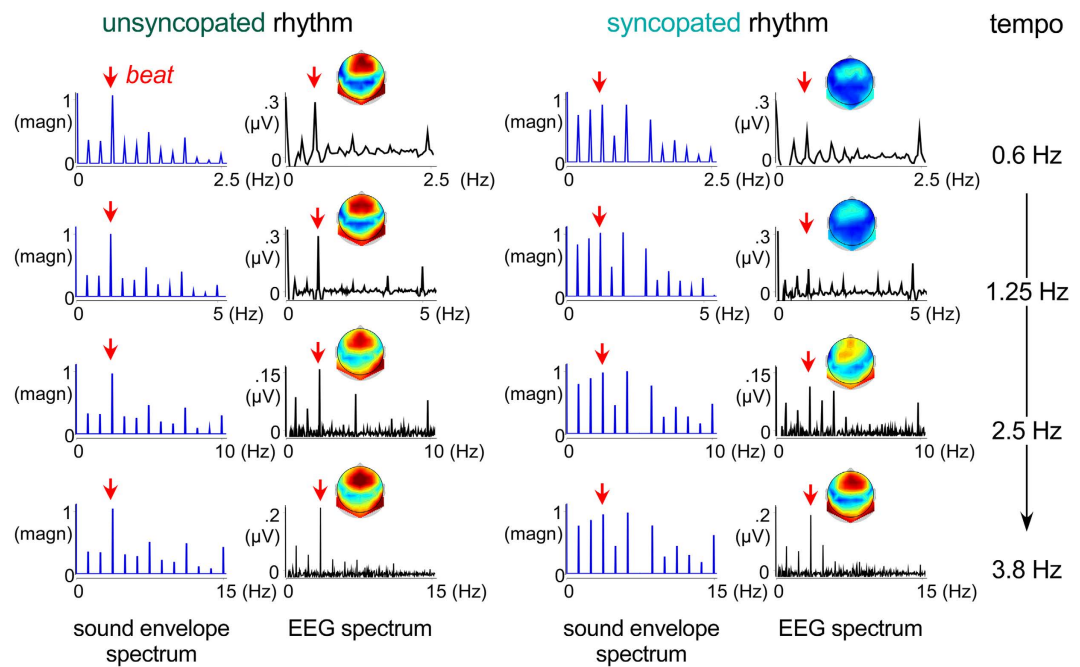 unsyncopated rhythm
syncopated rhythm
tempo
beat
1
(magn)
0
0 2.5 (Hz)
.3
(µV)
0
0 2.5 (Hz)
1
(magn)
0
0 2.5 (Hz)
.3
(µV)
0
0 2.5 (Hz)
0.6 Hz
1
(magn)
0
0 5 (Hz)
.3
(µV)
0
0 5 (Hz)
1
(magn)
0
0 5 (Hz)
.3
(µV)
0
0 5 (Hz)
1.25 Hz
1
(magn)
0
0 10 (Hz)
.15
(µV)
0
0 10 (Hz)
1
(magn)
0
0 10 (Hz)
.15
(µV)
0
0 10 (Hz)
2.5 Hz
1
(magn)
0
0 15 (Hz)
.2
(µV)
0
0 15 (Hz)
1
(magn)
0
0 15 (Hz)
.2
(µV)
0
0 15 (Hz)
3.8 Hz
sound envelope
spectrum
EEG spectrum
sound envelope
spectrum
EEG spectrum